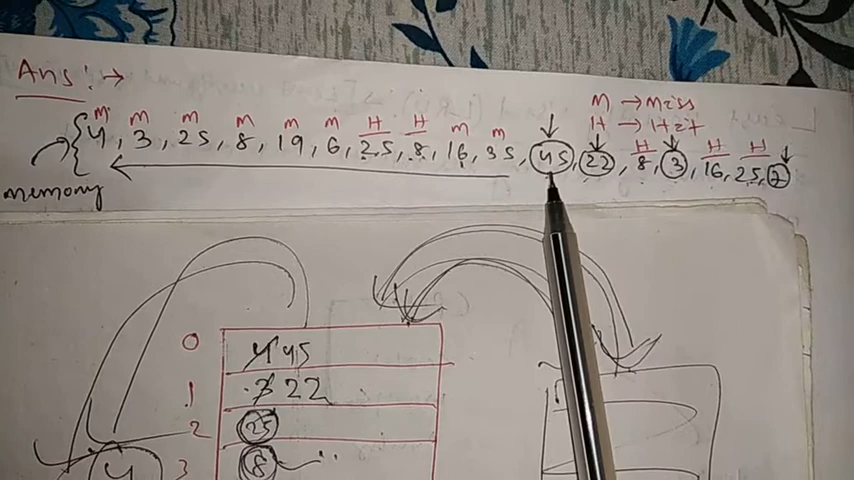 Ans:→
M → Miss
H → Hit
M M M M M M H H M M H H H
{4, 3, 25, 8, 19, 6, 25, 8, 16, 35, 45, 22, 8, 3, 16, 25, 2
memory
0 4 45
1 3 22
2 25
3 8
4